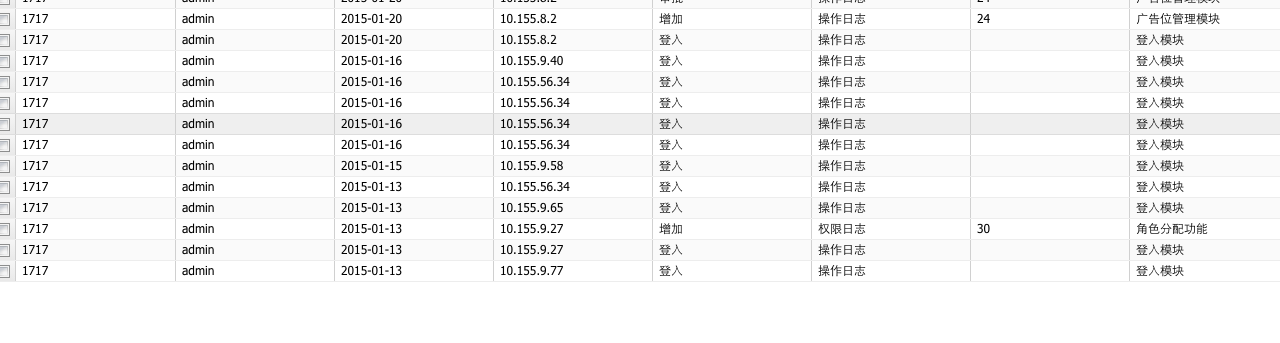 1717 admin 2015-01-20 10.155.8.2 增加 操作日志 24 广告位管理模块
1717 admin 2015-01-20 10.155.8.2 登入 操作日志 登入模块
1717 admin 2015-01-16 10.155.9.40 登入 操作日志 登入模块
1717 admin 2015-01-16 10.155.56.34 登入 操作日志 登入模块
1717 admin 2015-01-16 10.155.56.34 登入 操作日志 登入模块
1717 admin 2015-01-16 10.155.56.34 登入 操作日志 登入模块
1717 admin 2015-01-16 10.155.56.34 登入 操作日志 登入模块
1717 admin 2015-01-15 10.155.9.58 登入 操作日志 登入模块
1717 admin 2015-01-13 10.155.56.34 登入 操作日志 登入模块
1717 admin 2015-01-13 10.155.9.65 登入 操作日志 登入模块
1717 admin 2015-01-13 10.155.9.27 增加 权限日志 30 角色分配功能
1717 admin 2015-01-13 10.155.9.27 登入 操作日志 登入模块
1717 admin 2015-01-13 10.155.9.77 登入 操作日志 登入模块